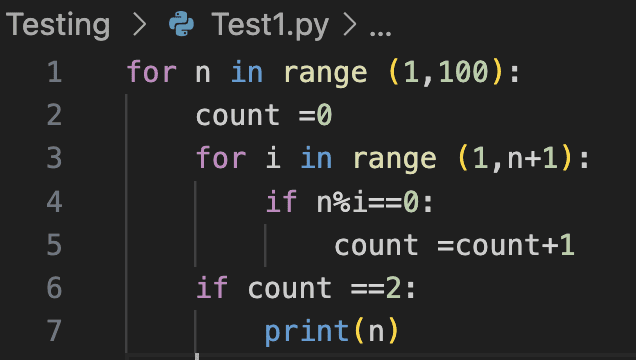 Testing > Test1.py > ...
1 for n in range (1,100):
2     count =0
3     for i in range (1,n+1):
4         if n%i==0:
5             count =count+1
6     if count ==2:
7         print(n)